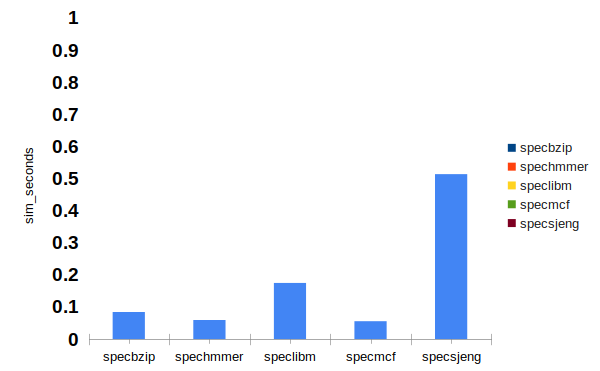 1
0.9
0.8
0.7
0.6
0.5
0.4
0.3
0.2
0.1
0
sim_seconds
specbzip spechmmer speclibm specmcf specsjeng
specbzip
spechmmer
speclibm
specmcf
specsjeng